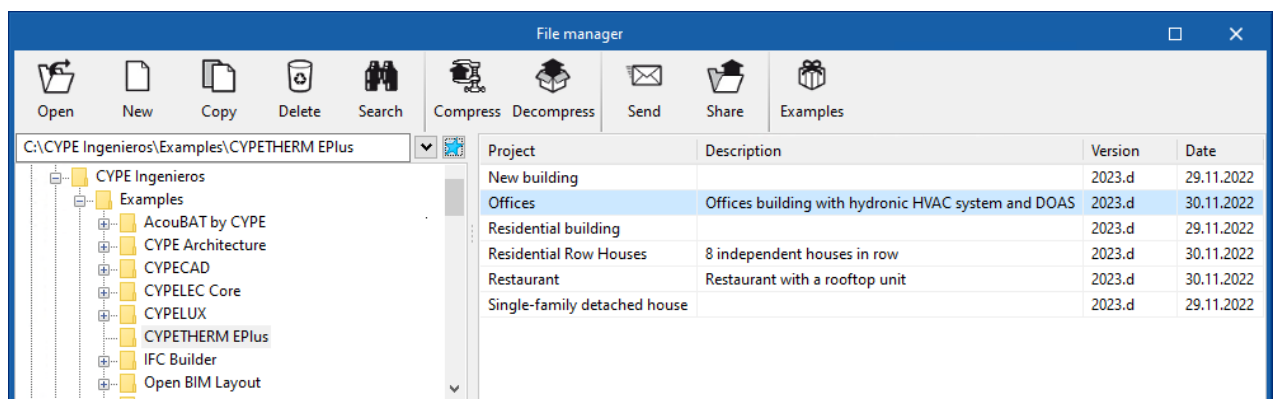 File manager
Open New Copy Delete Search Compress Decompress Send Share Examples
C:\CYPE Ingenieros\Examples\CYPETHERM EPlus
CYPE Ingenieros
Examples
AcouBAT by CYPE
CYPE Architecture
CYPECAD
CYPELEC Core
CYPELUX
CYPETHERM EPlus
IFC Builder
Open BIM Layout
Project Description Version Date
New building 2023.d 29.11.2022
Offices Offices building with hydronic HVAC system and DOAS 2023.d 30.11.2022
Residential building 2023.d 29.11.2022
Residential Row Houses 8 independent houses in row 2023.d 30.11.2022
Restaurant Restaurant with a rooftop unit 2023.d 30.11.2022
Single-family detached house 2023.d 29.11.2022